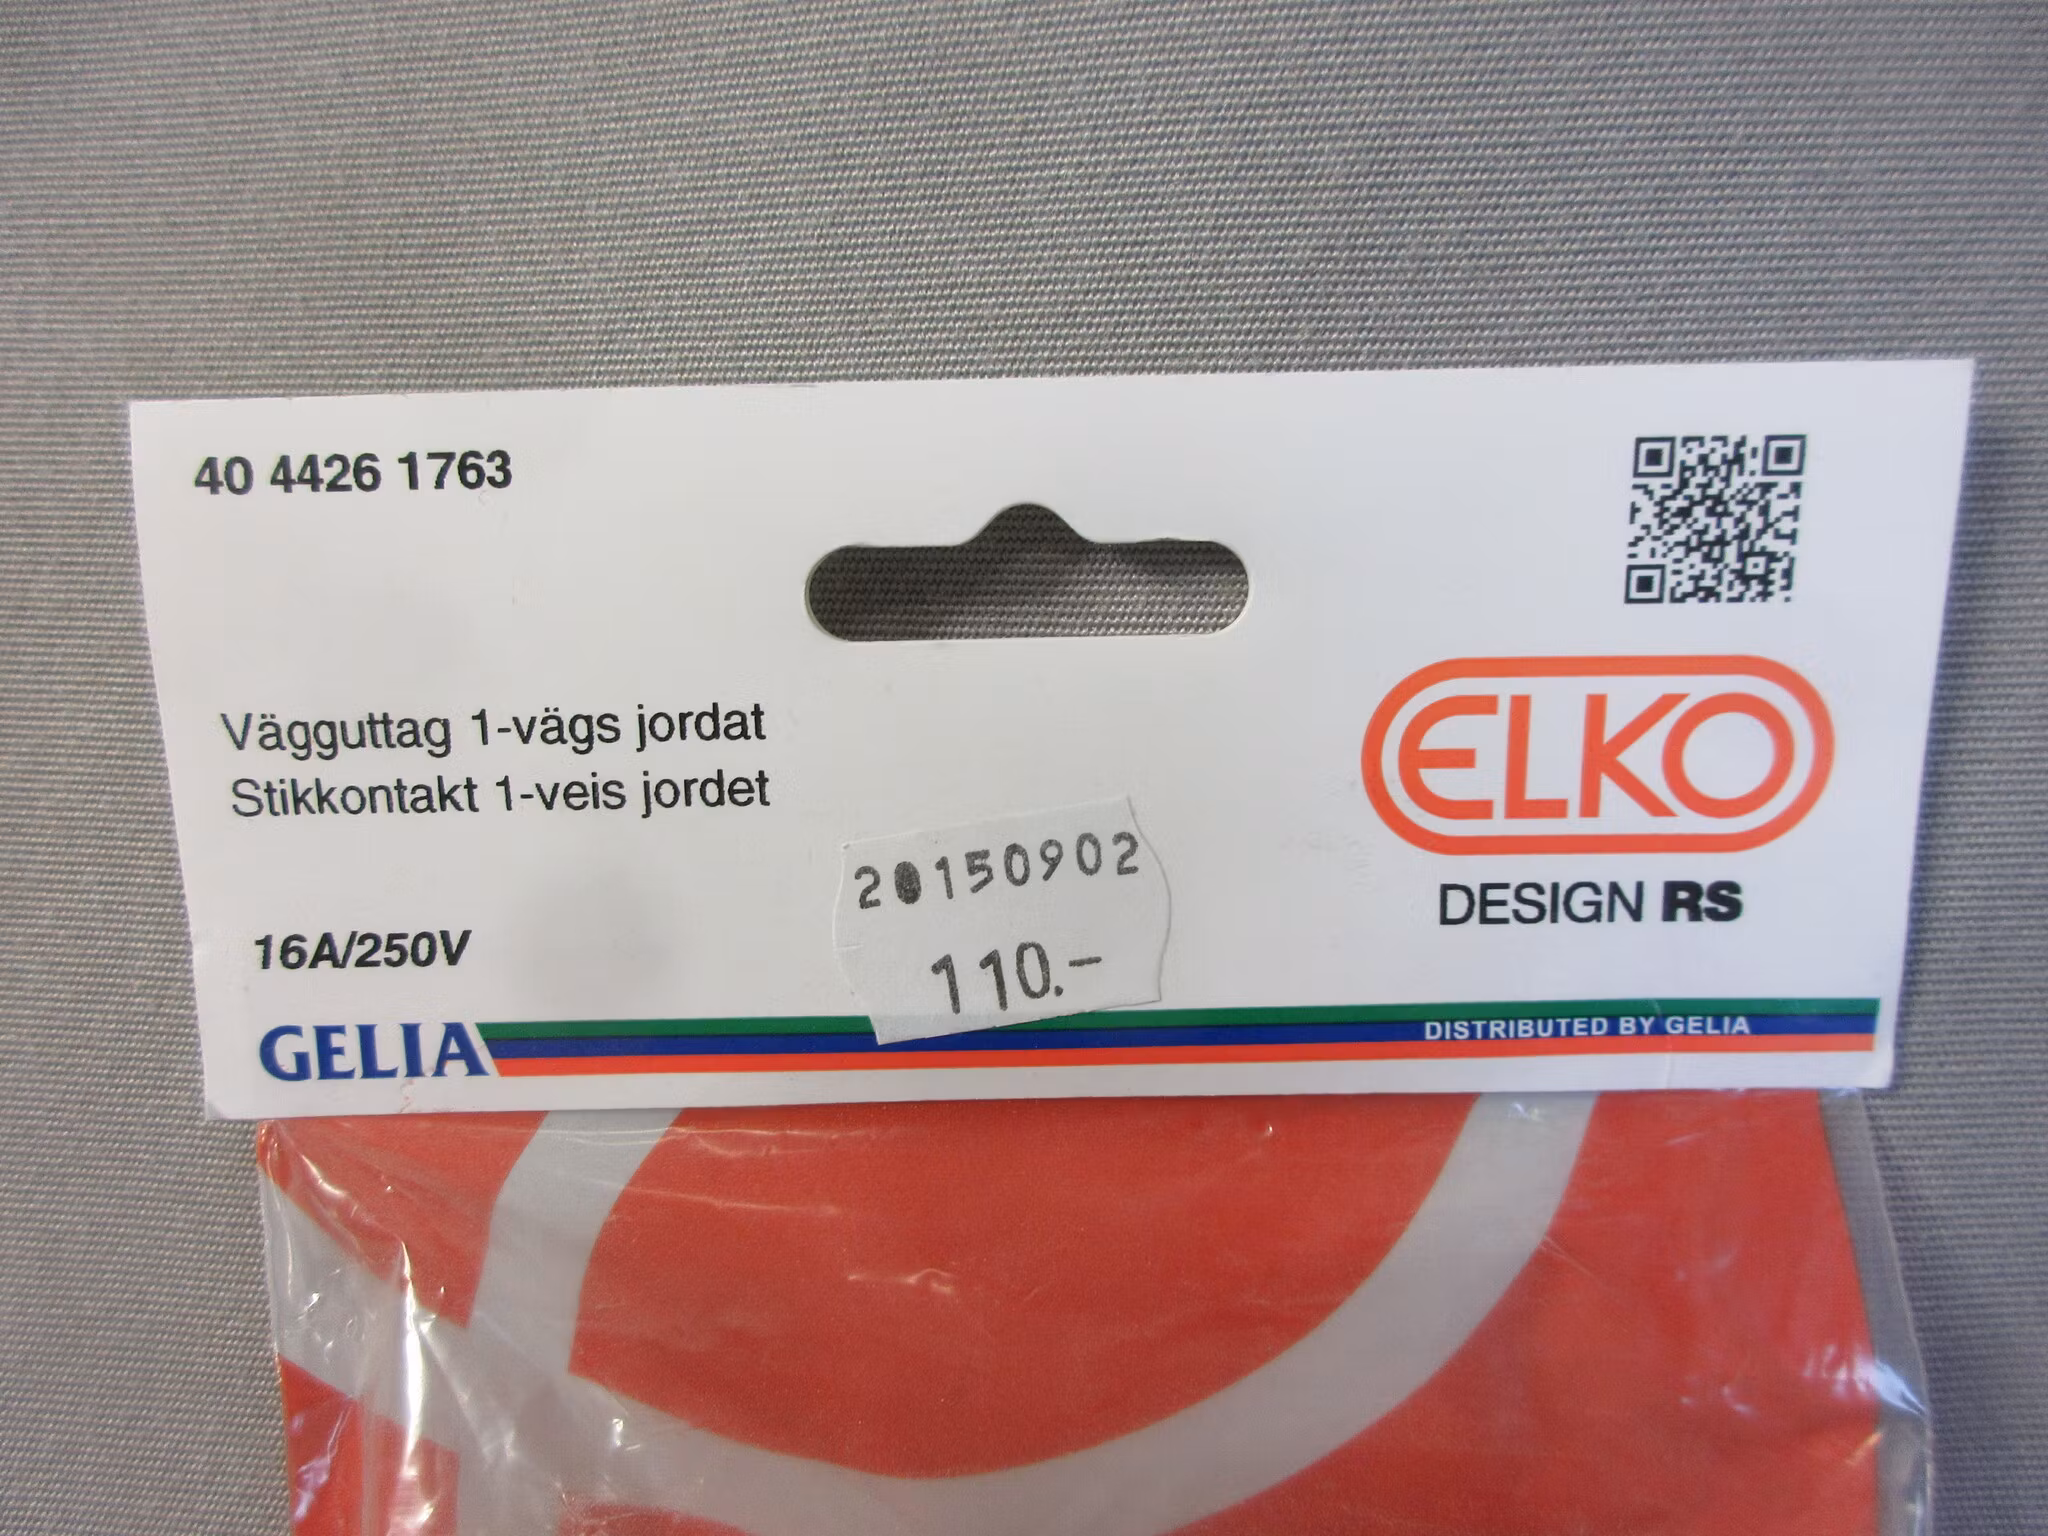 40 4426 1763
Vägguttag 1-vägs jordat
Stikkontakt 1-veis jordet
16A/250V
20150902
110.-
ELKO
DESIGN RS
GELIA
DISTRIBUTED BY GELIA